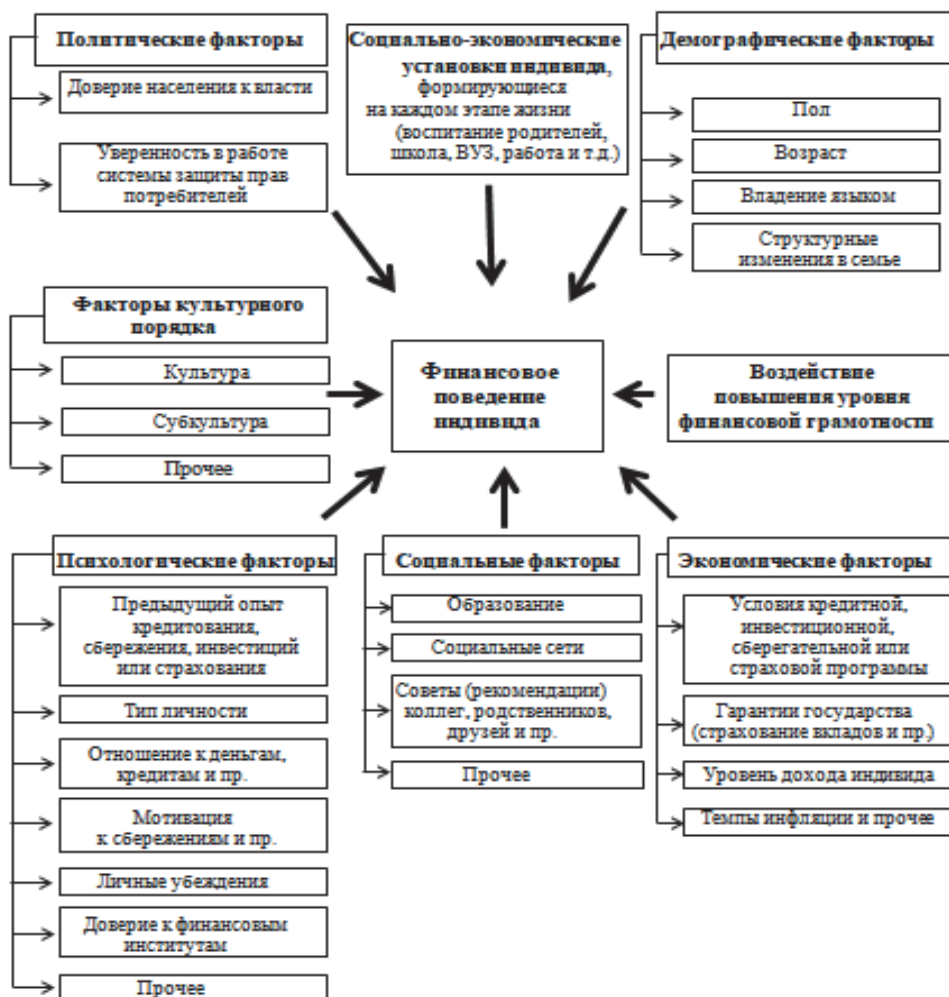 Политические факторы
Доверие населения к власти
Уверенность в работе
системы защиты прав
потребителей
Социально-экономические
установки индивида,
формирующиеся
на каждом этапе жизни
(воспитание родителей,
школа, ВУЗ, работа и т.д.)
Демографические факторы
Пол
Возраст
Владение языком
Структурные
изменения в семье
Факторы культурного
порядка
Культура
Субкультура
Прочее
Финансовое
поведение
индивида
Воздействие
повышения уровня
финансовой грамотности
Психологические факторы
Предыдущий опыт
кредитования,
сбережения, инвестиций
или страхования
Тип личности
Отношение к деньгам,
кредитам и пр.
Мотивация
к сбережениям и пр.
Личные убеждения
Доверие к финансовым
институтам
Прочее
Социальные факторы
Образование
Социальные сети
Советы (рекомендации)
коллег, родственников,
друзей и пр.
Прочее
Экономические факторы
Условия кредитной,
инвестиционной,
сберегательной или
страховой программы
Гарантии государства
(страхование вкладов и пр.)
Уровень дохода индивида
Темпы инфляции и прочее